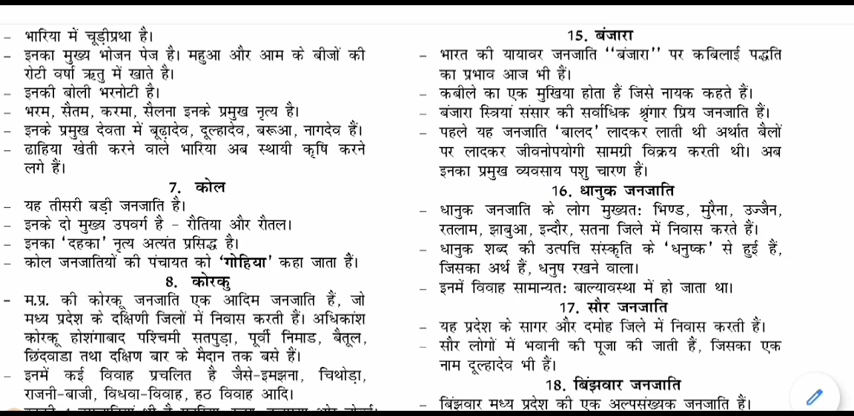 – भारिया में चूड़ीप्रथा है।
– इनका मुख्य भोजन पेज है। महुआ और आम के बीजों की
रोटी वर्षा ऋतु में खाते है।
– इनकी बोली भरनोटी है।
– भरम, सैतम, करमा, सैलना इनके प्रमुख नृत्य है।
– इनके प्रमुख देवता में बूढ़ादेव, दूल्हादेव, बरूआ, नागदेव हैं।
– ढाहिया खेती करने वाले भारिया अब स्थायी कृषि करने
लगे हैं।
7. कोल
– यह तीसरी बड़ी जनजाति है।
– इनके दो मुख्य उपवर्ग है - रौतिया और रौतल।
– इनका 'दहका' नृत्य अत्यंत प्रसिद्ध है।
– कोल जनजातियों की पंचायत को 'गोहिया' कहा जाता हैं।
8. कोरकु
– म.प्र. की कोरकू जनजाति एक आदिम जनजाति हैं, जो
मध्य प्रदेश के दक्षिणी जिलों में निवास करती हैं। अधिकांश
कोरकू होशंगाबाद पश्चिमी सतपुड़ा, पूर्वी निमाड, बैतूल,
छिंदवाडा तथा दक्षिण बार के मैदान तक बसे हैं।
– इनमें कई विवाह प्रचलित है जैसे-इमझना, चिथोड़ा,
राजनी-बाजी, विधवा-विवाह, हठ विवाह आदि।
15. बंजारा
– भारत की यायावर जनजाति ''बंजारा'' पर कबिलाई पद्धति
का प्रभाव आज भी हैं।
– कबीले का एक मुखिया होता हैं जिसे नायक कहते हैं।
– बंजारा स्त्रियां संसार की सर्वाधिक श्रृंगार प्रिय जनजाति हैं।
– पहले यह जनजाति 'बालद' लादकर लाती थी अर्थात बैलों
पर लादकर जीवनोपयोगी सामग्री विक्रय करती थी। अब
इनका प्रमुख व्यवसाय पशु चारण हैं।
16. धानुक जनजाति
– धानुक जनजाति के लोग मुख्यत: भिण्ड, मुरैना, उज्जैन,
रतलाम, झाबुआ, इन्दौर, सतना जिले में निवास करते हैं।
– धानुक शब्द की उत्पत्ति संस्कृति के 'धनुष्क' से हुई हैं,
जिसका अर्थ हैं, धनुष रखने वाला।
– इनमें विवाह सामान्यत: बाल्यावस्था में हो जाता था।
17. सौर जनजाति
– यह प्रदेश के सागर और दमोह जिले में निवास करती हैं।
– सौर लोगों में भवानी की पूजा की जाती हैं, जिसका एक
नाम दूल्हादेव भी हैं।
18. बिंझवार जनजाति
– बिंझवार मध्य प्रदेश की एक अल्पसंख्यक जनजाति हैं।